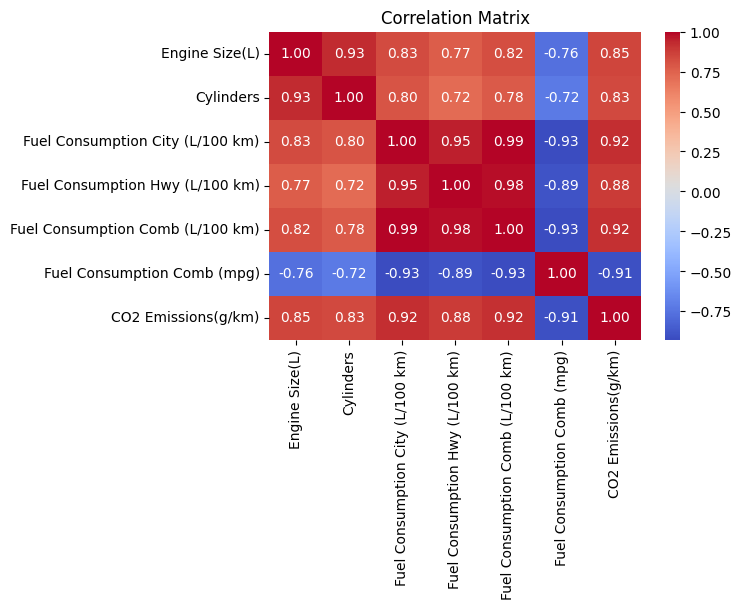 Correlation Matrix
Engine Size(L) 1.00 0.93 0.83 0.77 0.82 -0.76 0.85
Cylinders 0.93 1.00 0.80 0.72 0.78 -0.72 0.83
Fuel Consumption City (L/100 km) 0.83 0.80 1.00 0.95 0.99 -0.93 0.92
Fuel Consumption Hwy (L/100 km) 0.77 0.72 0.95 1.00 0.98 -0.89 0.88
Fuel Consumption Comb (L/100 km) 0.82 0.78 0.99 0.98 1.00 -0.93 0.92
Fuel Consumption Comb (mpg) -0.76 -0.72 -0.93 -0.89 -0.93 1.00 -0.91
CO2 Emissions(g/km) 0.85 0.83 0.92 0.88 0.92 -0.91 1.00
Engine Size(L)
Cylinders
Fuel Consumption City (L/100 km)
Fuel Consumption Hwy (L/100 km)
Fuel Consumption Comb (L/100 km)
Fuel Consumption Comb (mpg)
CO2 Emissions(g/km)
1.00
0.75
0.50
0.25
0.00
−0.25
−0.50
−0.75